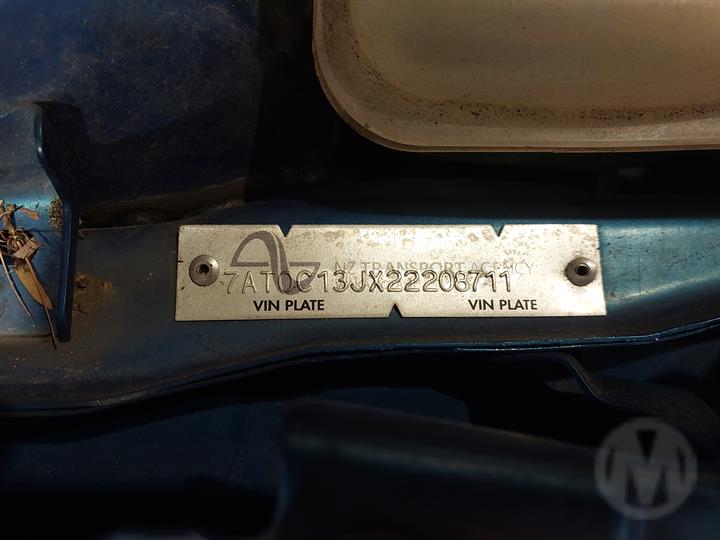 NZ TRANSPORT AGENCY
7AT0C13JX22208711
VIN PLATE VIN PLATE
M